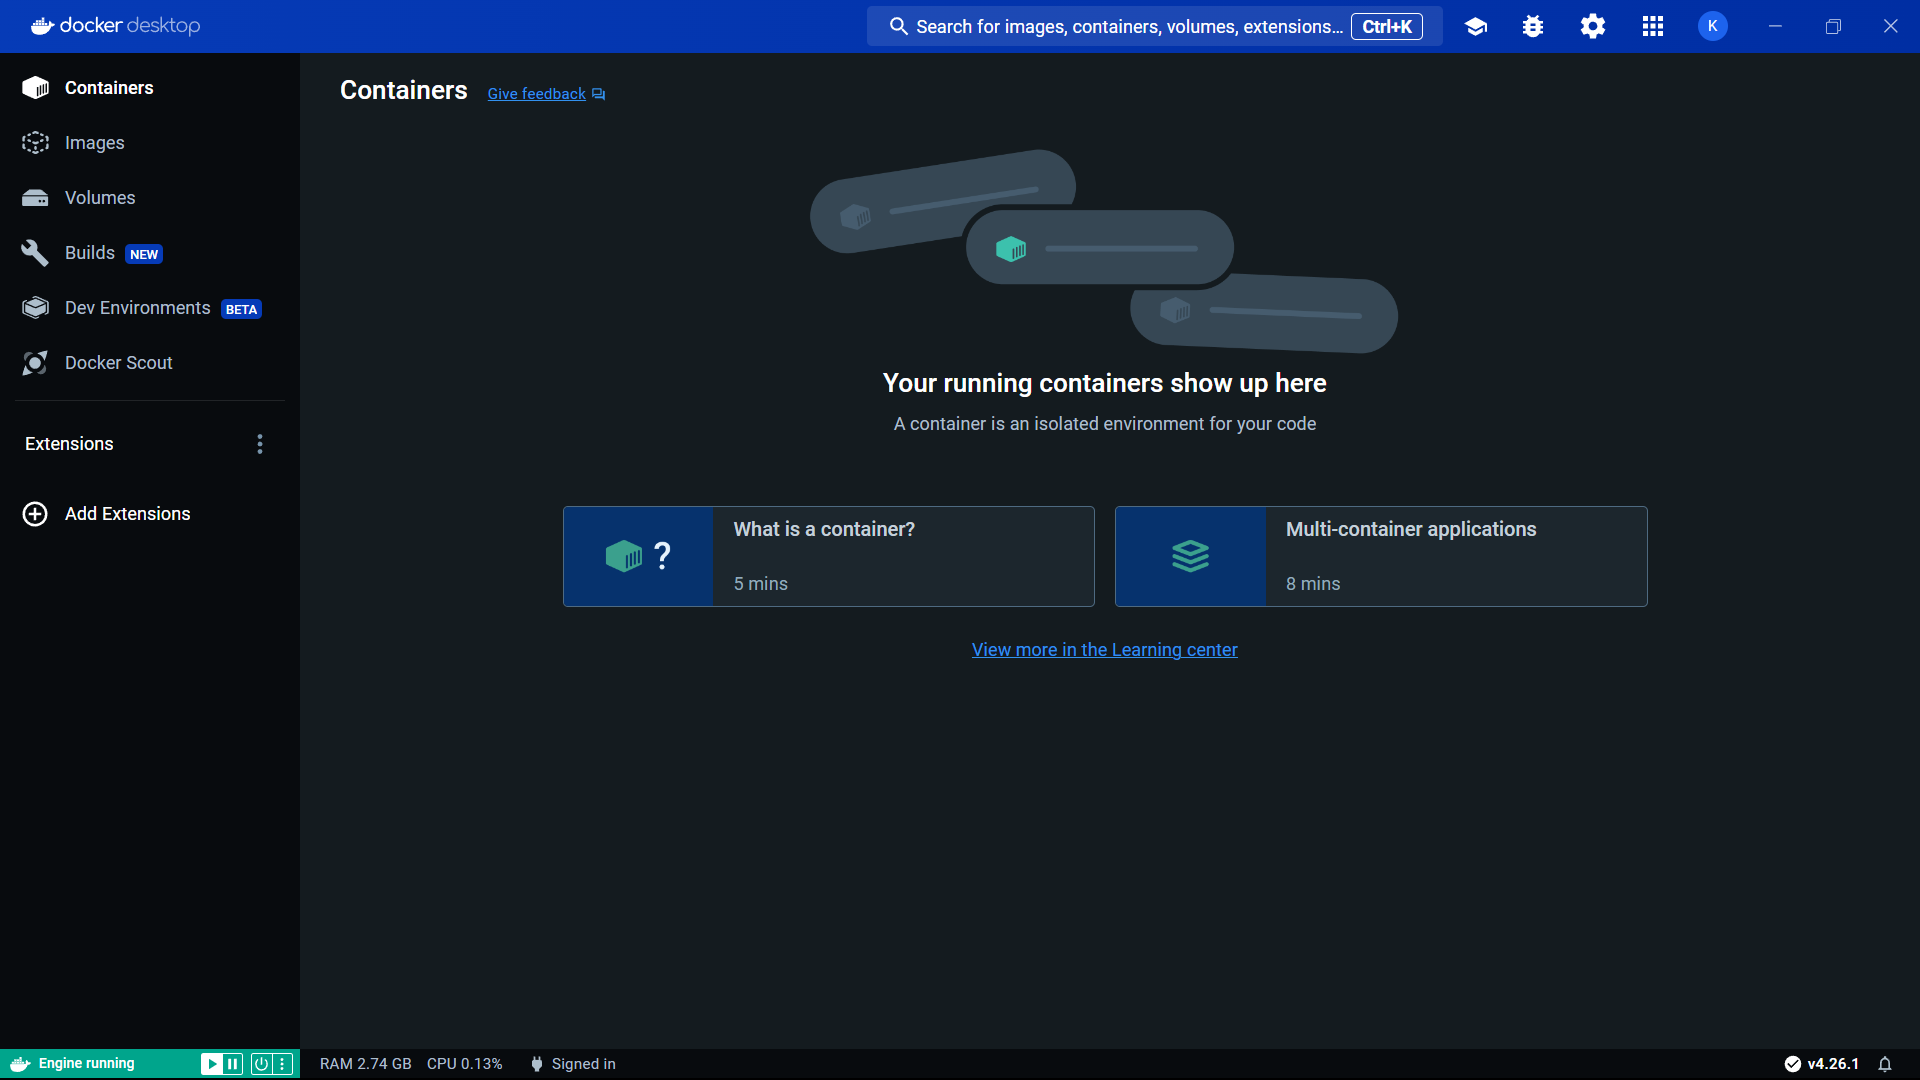 docker desktop
Search for images, containers, volumes, extensions... Ctrl+K
K
Containers
Images
Volumes
Builds NEW
Dev Environments BETA
Docker Scout
Extensions
Add Extensions
Containers Give feedback
Your running containers show up here
A container is an isolated environment for your code
?
What is a container?
5 mins
Multi-container applications
8 mins
View more in the Learning center
Engine running
RAM 2.74 GB CPU 0.13% Signed in
v4.26.1